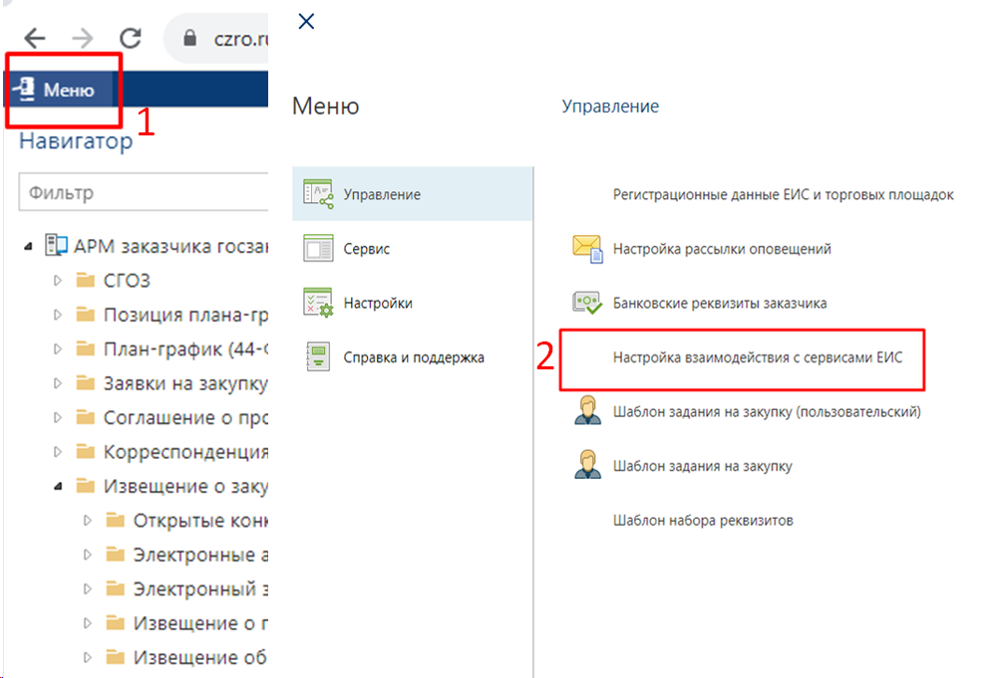 czro.ru
Меню
1
Навигатор
Фильтр
АРМ заказчика госзан
СГОЗ
Позиция плана-гр
План-график (44-Ф
Заявки на закупку
Соглашение о про
Корреспонденция
Извещение о заку
Открытые конк
Электронные а
Электронный з
Извещение о п
Извещение об
Меню
Управление
Сервис
Настройки
Справка и поддержка
Управление
Регистрационные данные ЕИС и торговых площадок
Настройка рассылки оповещений
Банковские реквизиты заказчика
2
Настройка взаимодействия с сервисами ЕИС
Шаблон задания на закупку (пользовательский)
Шаблон задания на закупку
Шаблон набора реквизитов